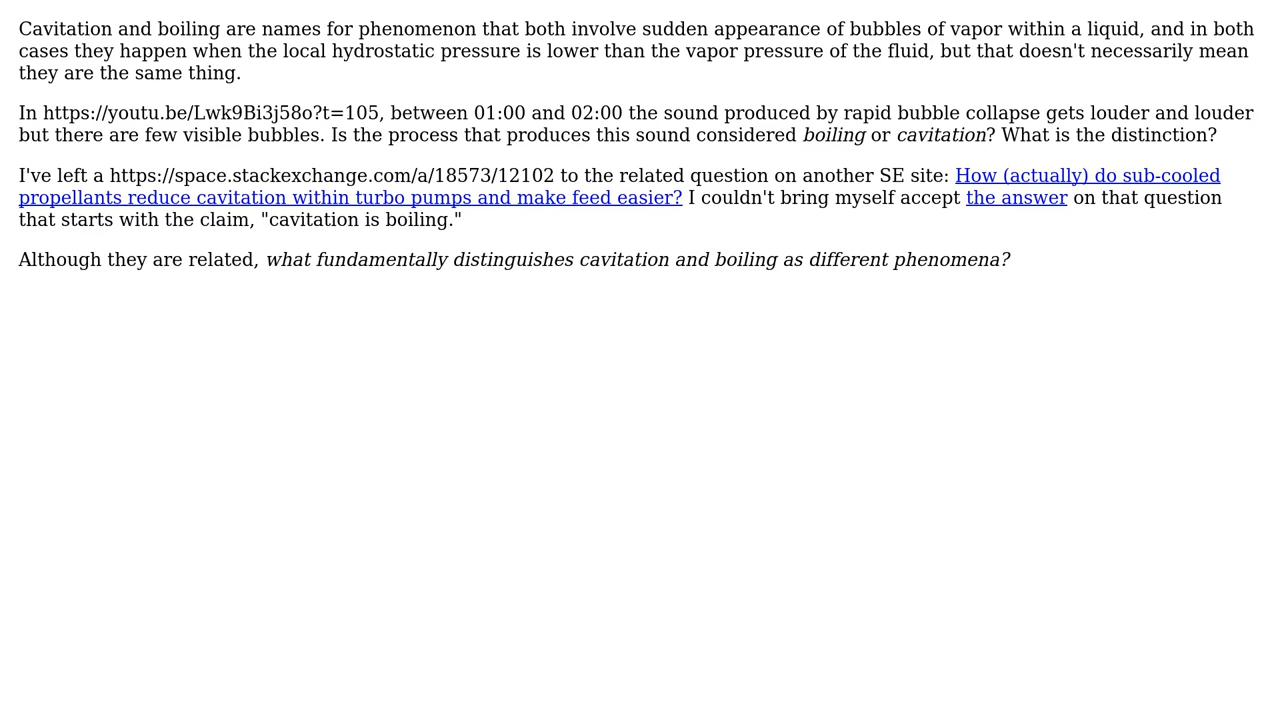 Cavitation and boiling are names for phenomenon that both involve sudden appearance of bubbles of vapor within a liquid, and in both
cases they happen when the local hydrostatic pressure is lower than the vapor pressure of the fluid, but that doesn't necessarily mean
they are the same thing.
In https://youtu.be/Lwk9Bi3j58o?t=105, between 01:00 and 02:00 the sound produced by rapid bubble collapse gets louder and louder
but there are few visible bubbles. Is the process that produces this sound considered boiling or cavitation? What is the distinction?
I've left a https://space.stackexchange.com/a/18573/12102 to the related question on another SE site: How (actually) do sub-cooled
propellants reduce cavitation within turbo pumps and make feed easier? I couldn't bring myself accept the answer on that question
that starts with the claim, "cavitation is boiling."
Although they are related, what fundamentally distinguishes cavitation and boiling as different phenomena?